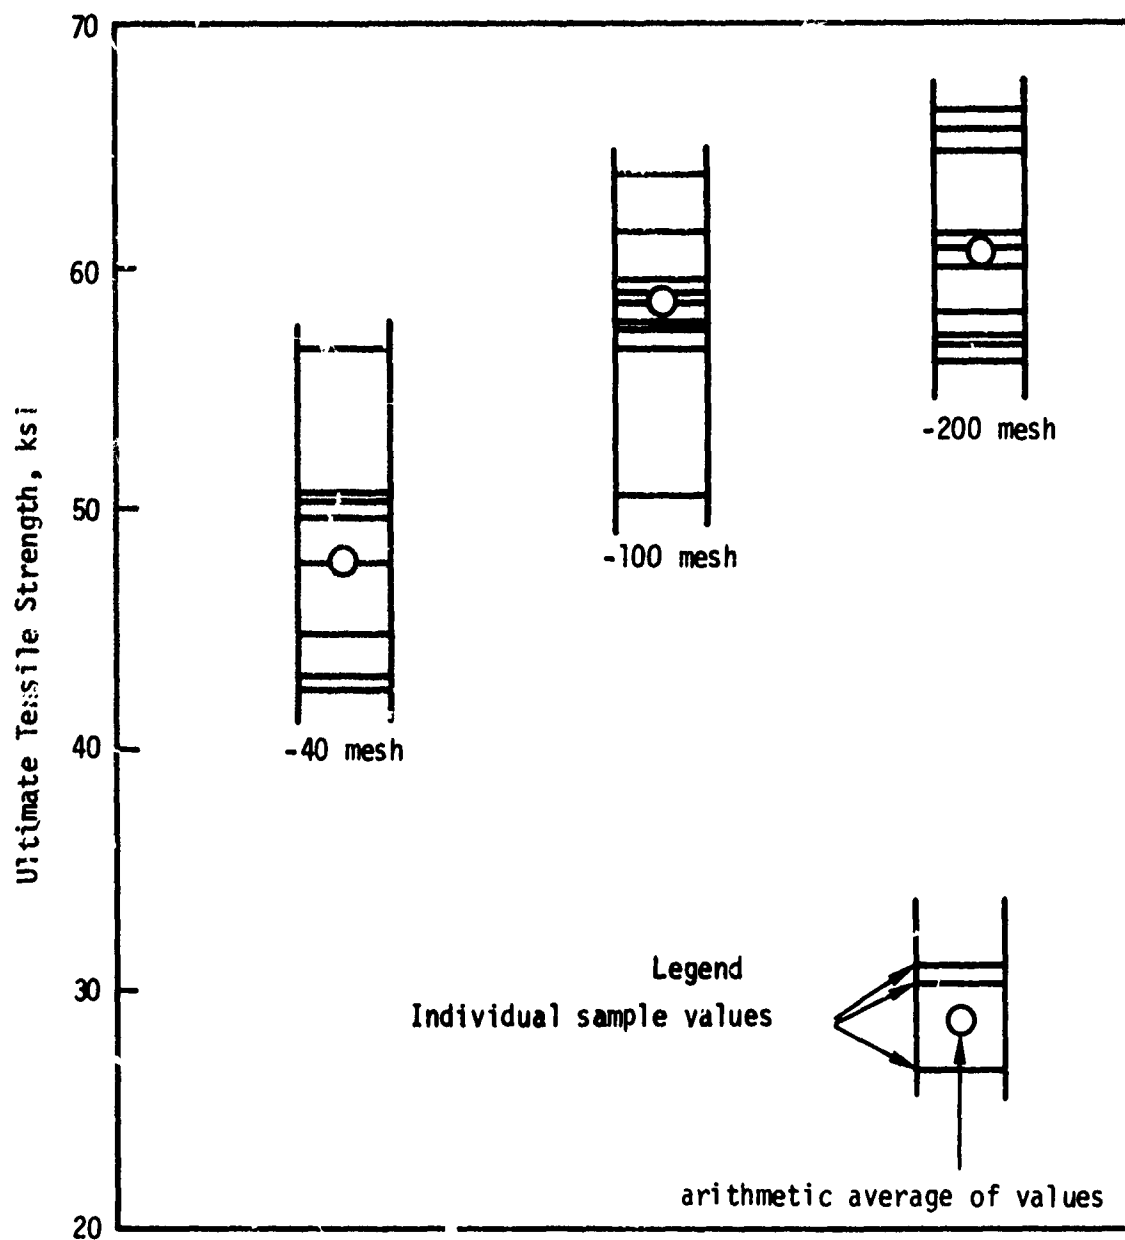 70
60
50
40
30
20
Ultimate Tensile Strength, ksi
-40 mesh
-100 mesh
-200 mesh
Legend
Individual sample values
arithmetic average of values